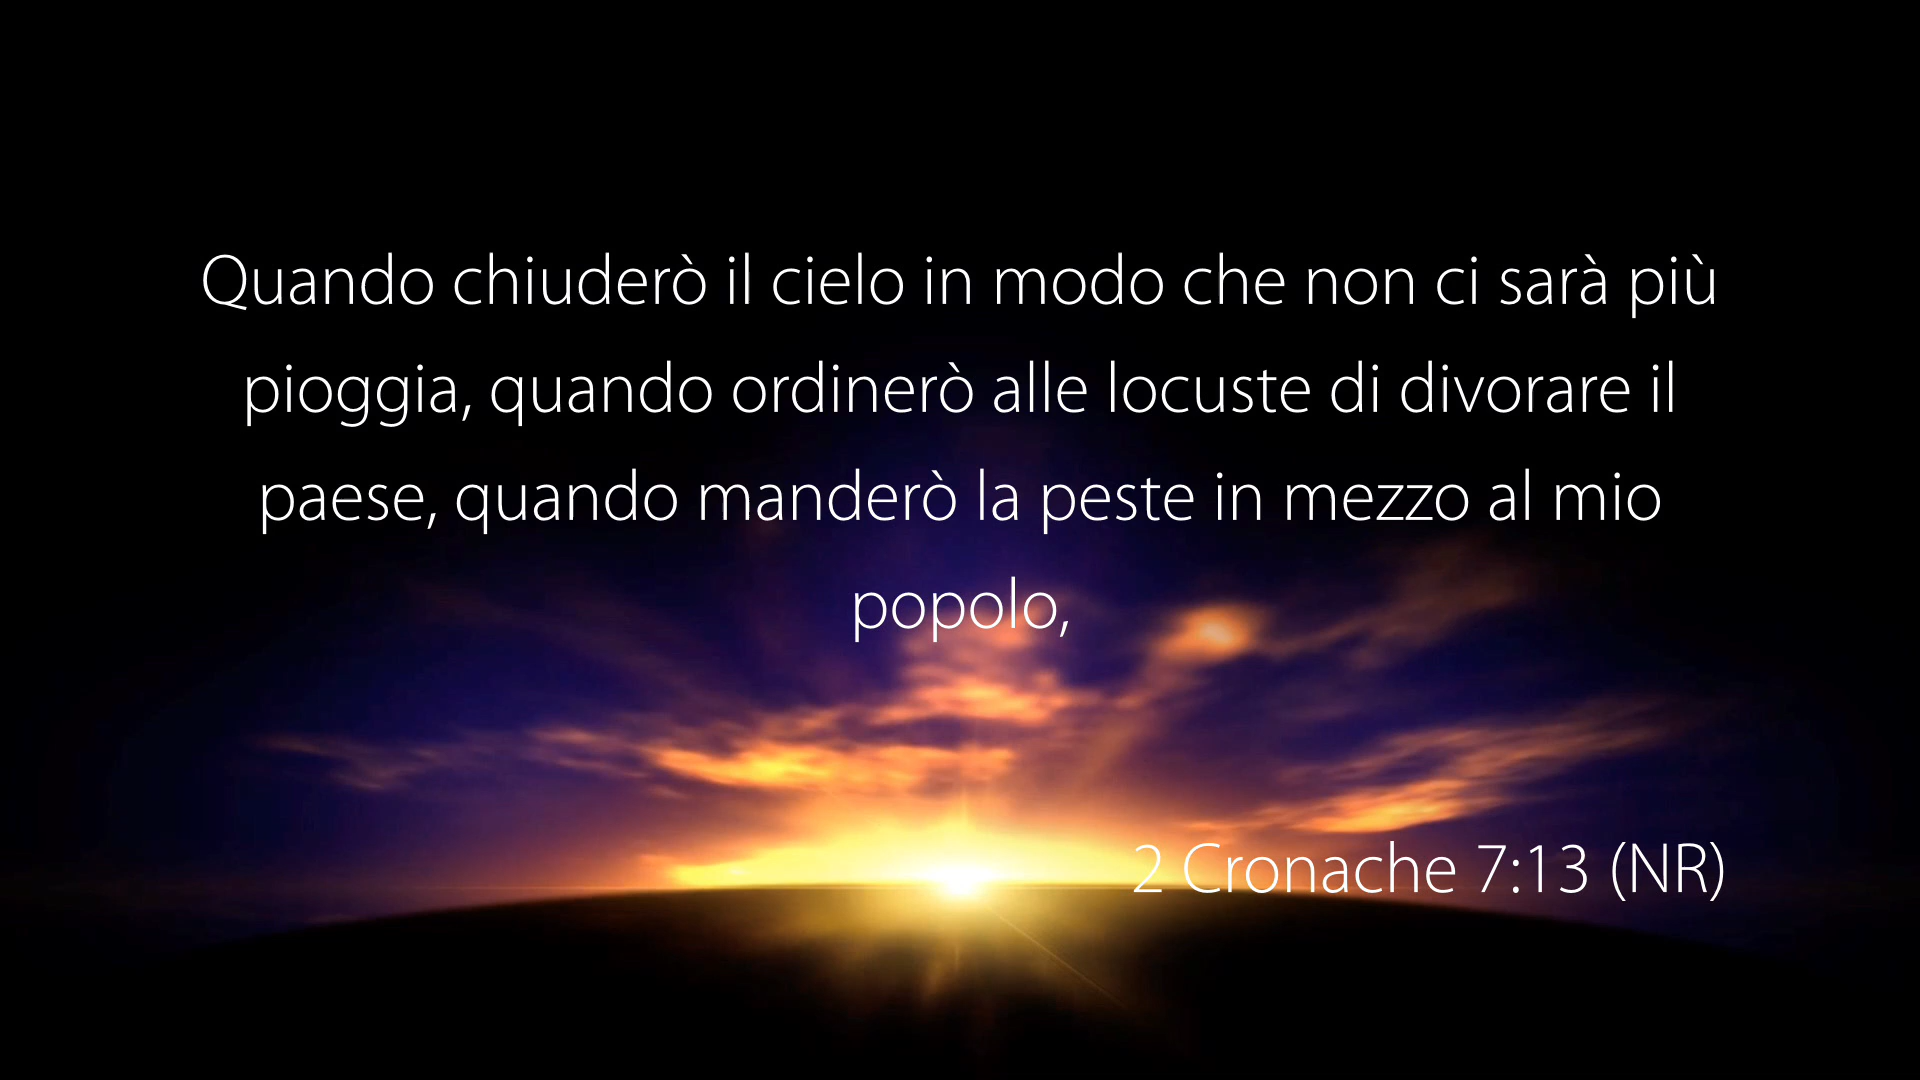 Quando chiuderò il cielo in modo che non ci sarà più
pioggia, quando ordinerò alle locuste di divorare il
paese, quando manderò la peste in mezzo al mio
popolo,
2 Cronache 7:13 (NR)